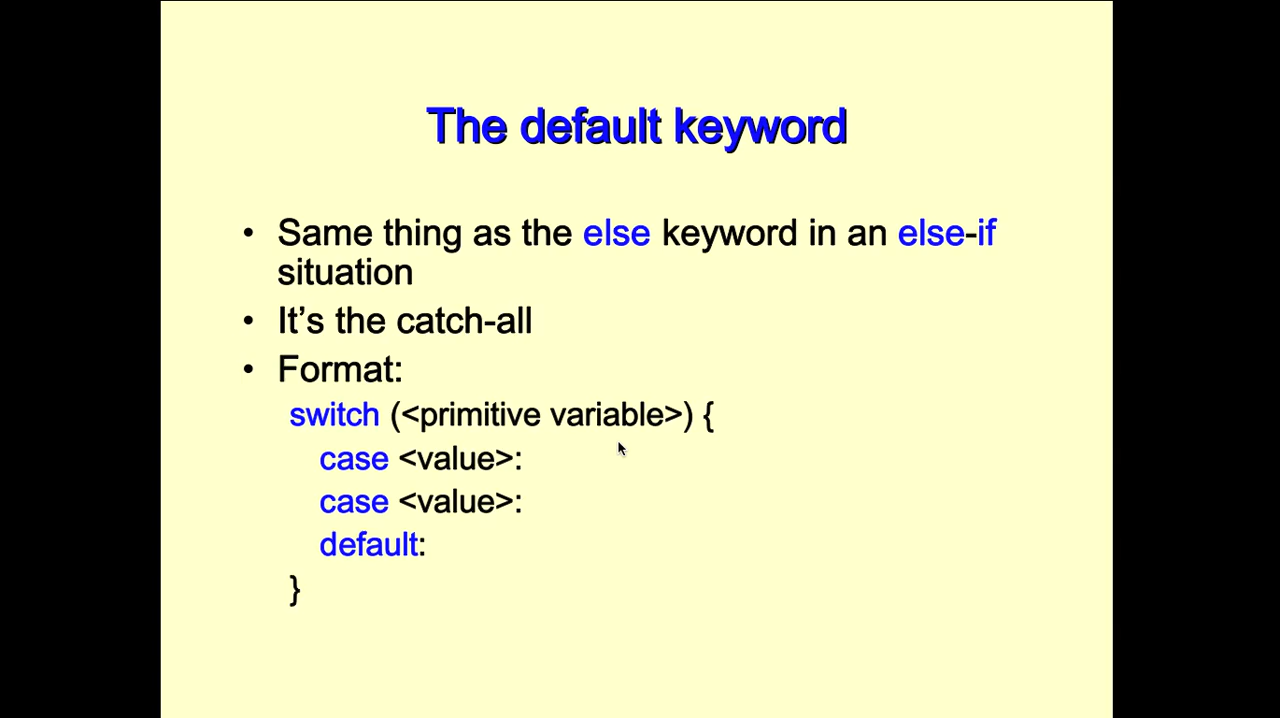 The default keyword
• Same thing as the else keyword in an else-if
situation
• It’s the catch-all
• Format:
switch (<primitive variable>) {
case <value>:
case <value>:
default:
}